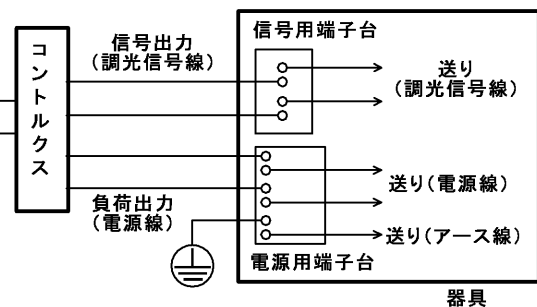 コントルクス
信号出力
(調光信号線)
負荷出力
(電源線)
信号用端子台
送り
(調光信号線)
送り(電源線)
送り(アース線)
電源用端子台
器具